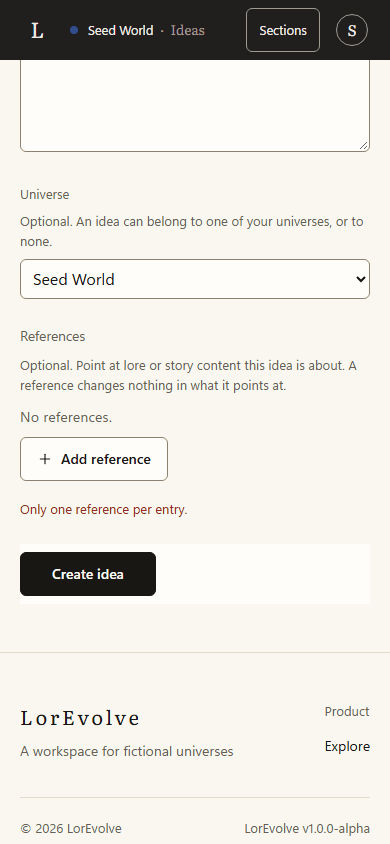 L
Seed World · Ideas
Sections
S
Universe
Optional. An idea can belong to one of your universes, or to
none.
Seed World
References
Optional. Point at lore or story content this idea is about. A
reference changes nothing in what it points at.
No references.
+ Add reference
Only one reference per entry.
Create idea
LorEvolve
A workspace for fictional universes
Product
Explore
© 2026 LorEvolve
LorEvolve v1.0.0-alpha